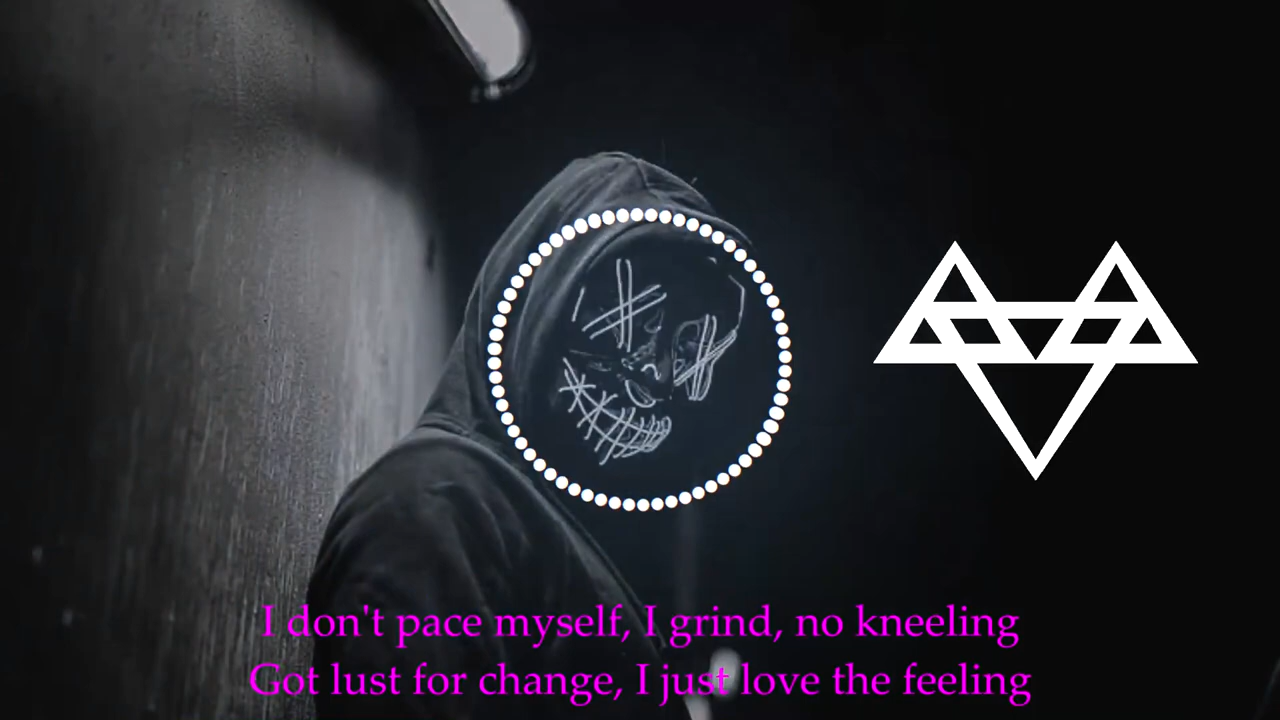 I don't pace myself, I grind, no kneeling
Got lust for change, I just love the feeling